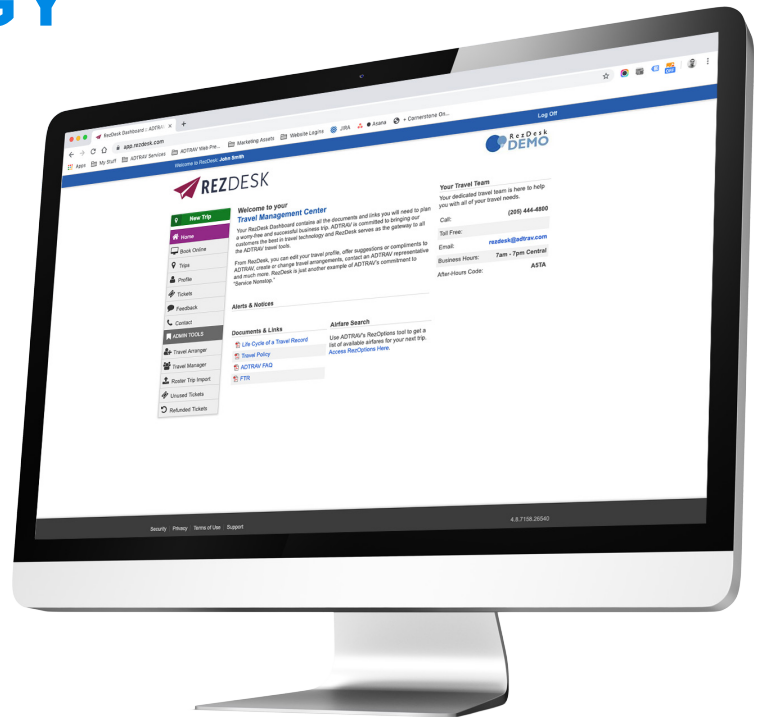 GY
RezDesk Dashboard :: ADTRAV
app.rezdesk.com
Apps My Stuff ADTRAV Services ADTRAV Web Pre... Marketing Assets Website Logins JIRA Asana + Cornerstone On...
Welcome to RezDesk John Smith
Log Off
REZDESK
RezDesk
DEMO
New Trip
Home
Book Online
Trips
Profile
Tickets
Feedback
Contact
ADMIN TOOLS
Travel Arranger
Travel Manager
Roster Trip Import
Unused Tickets
Refunded Tickets
Welcome to your
Travel Management Center
Your RezDesk Dashboard contains all the documents and links you will need to plan
a worry-free and successful business trip. ADTRAV is committed to bringing our
customers the best in travel technology and RezDesk serves as the gateway to all
the ADTRAV travel tools.
From RezDesk, you can edit your travel profile, offer suggestions or compliments to
ADTRAV, create or change travel arrangements, contact an ADTRAV representative
and much more. RezDesk is just another example of ADTRAV's commitment to
"Service Nonstop."
Alerts & Notices
Documents & Links
Life Cycle of a Travel Record
Travel Policy
ADTRAV FAQ
FTR
Airfare Search
Use ADTRAV's RezOptions tool to get a
list of available airfares for your next trip.
Access RezOptions Here.
Your Travel Team
Your dedicated travel team is here to help
you with all of your travel needs.
Call: (205) 444-4800
Toll Free:
Email: rezdesk@adtrav.com
Business Hours: 7am - 7pm Central
After-Hours Code: A5TA
Security Privacy Terms of Use Support
4.8.7158.26540